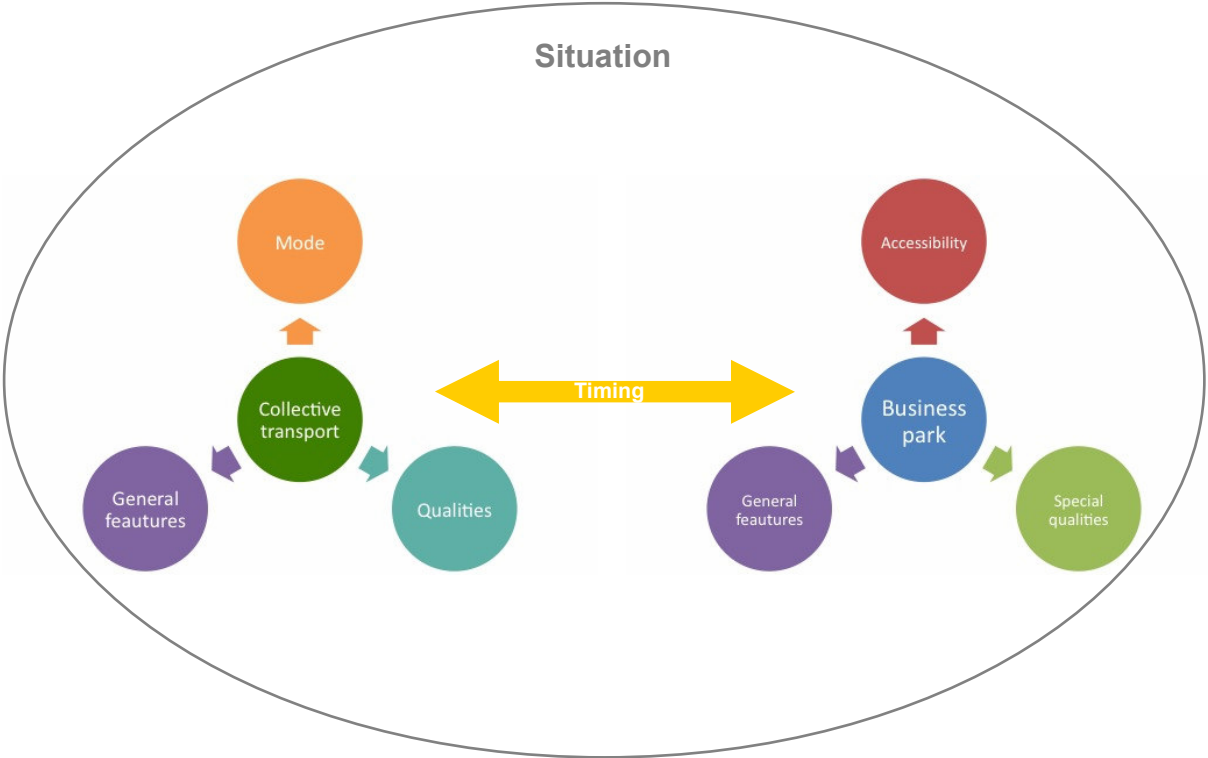 Situation
Mode
Collective
transport
General
feautures
Qualities
Timing
Accessibility
Business
park
General
feautures
Special
qualities